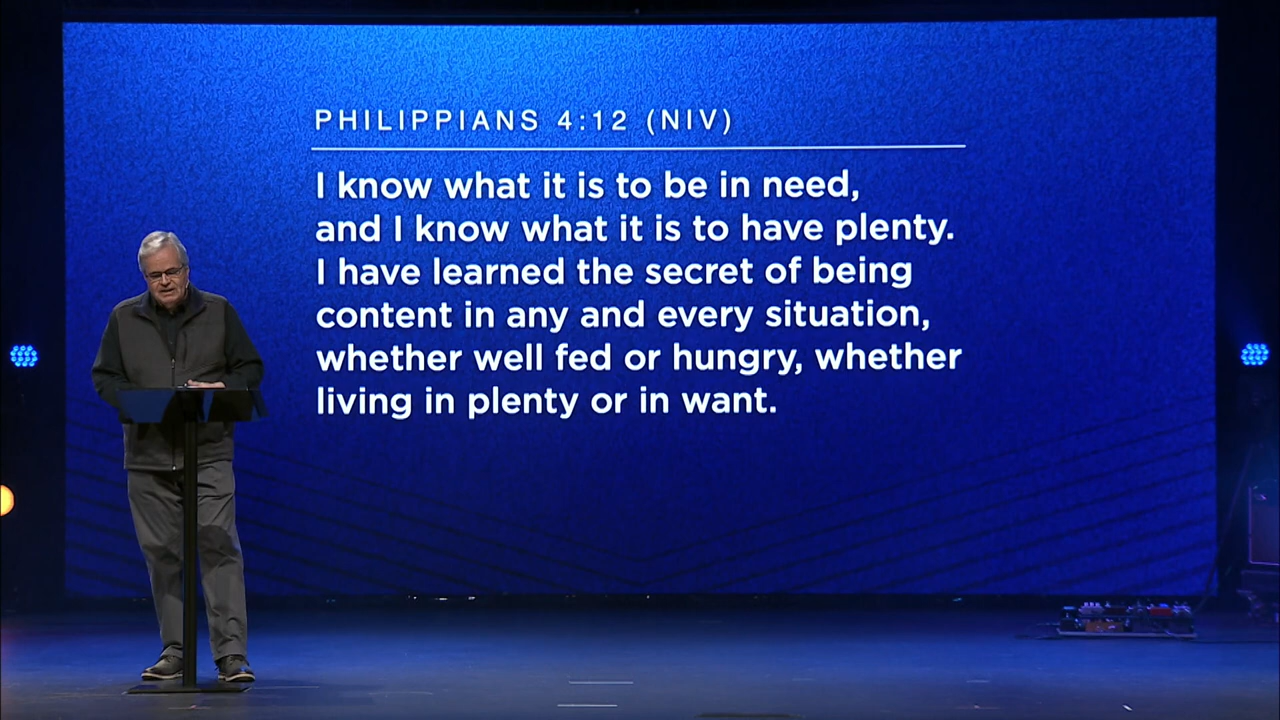 PHILIPPIANS 4:12 (NIV)
I know what it is to be in need,
and I know what it is to have plenty.
I have learned the secret of being
content in any and every situation,
whether well fed or hungry, whether
living in plenty or in want.